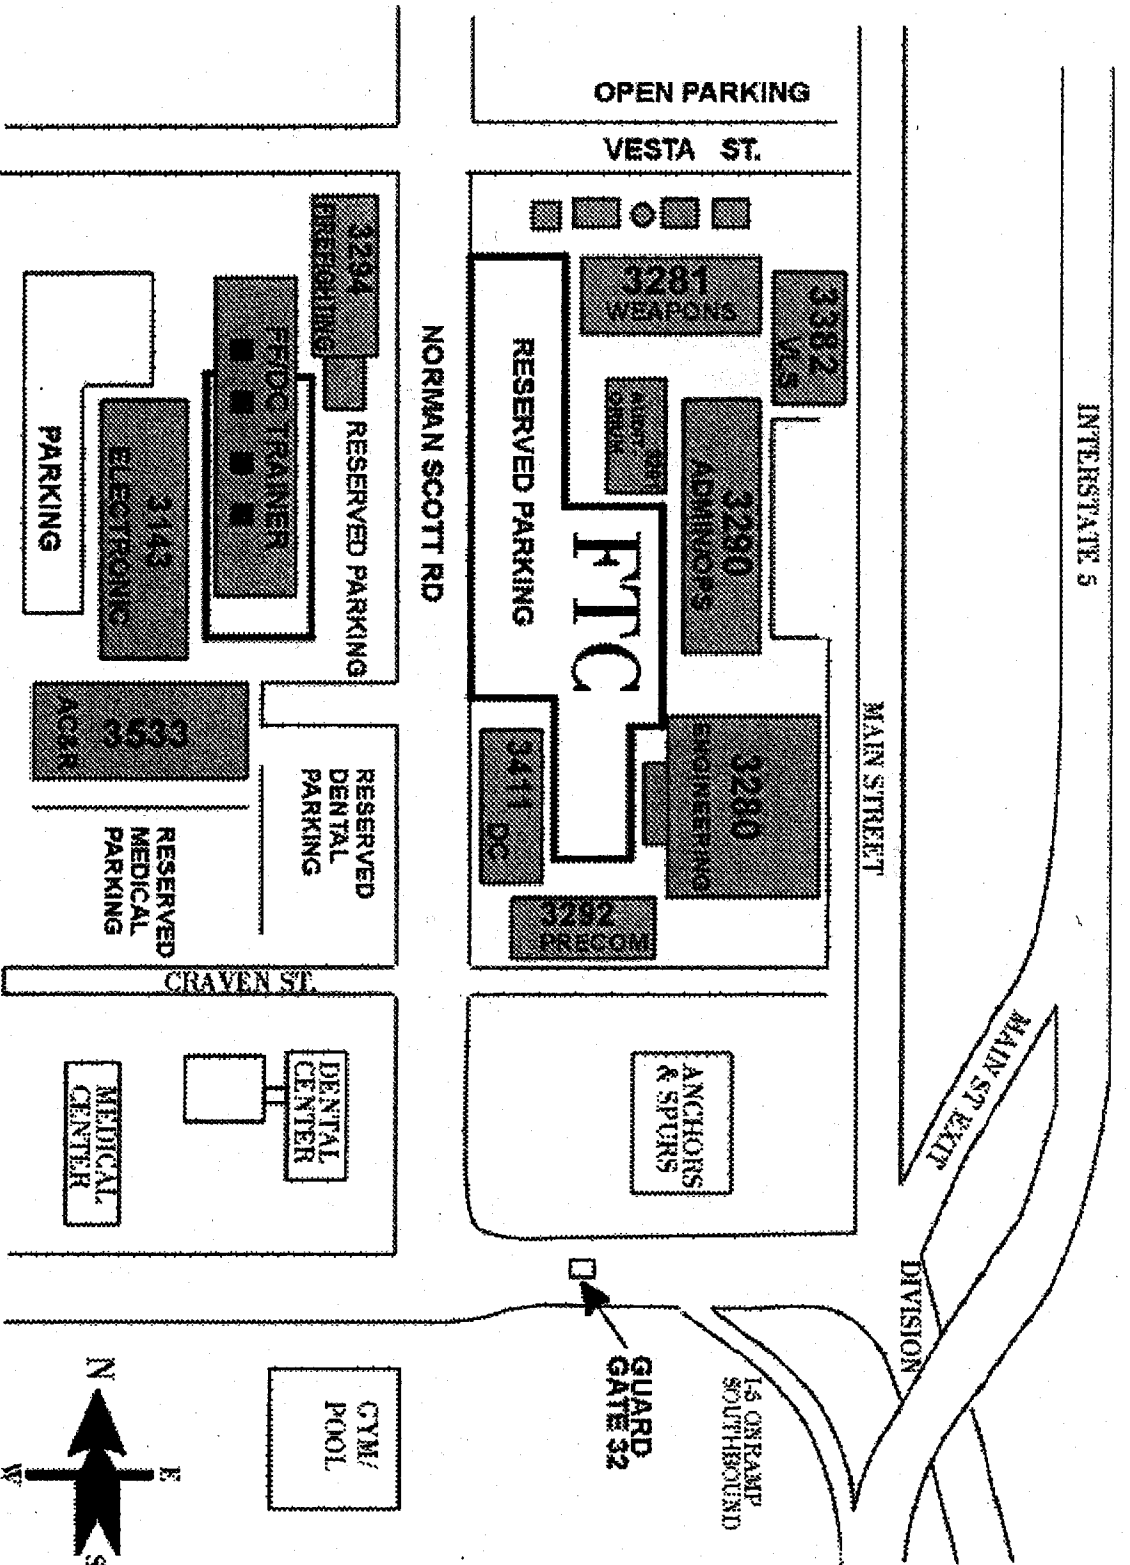 OPEN PARKING
VESTA ST.
INTERSTATE 5
MAIN STREET
MAIN ST EXIT
DIVISION
I-5 ONRAMP
SOUTHBOUND
3382
VLS
3281
WEAPONS
3290
ADMIN/OPS
3280
ENGINEERING
FTC
RESERVED PARKING
3411
DC
3292
PRECOM
NORMAN SCOTT RD
3294
FIREFIGHTING
FF/DC TRAINER
RESERVED PARKING
3143
ELECTRONIC
PARKING
3533
AC&R
RESERVED
DENTAL
PARKING
RESERVED
MEDICAL
PARKING
CRAVEN ST.
ANCHORS
& SPURS
DENTAL
CENTER
MEDICAL
CENTER
GUARD
GATE 32
GYM/
POOL
N
E
W
S